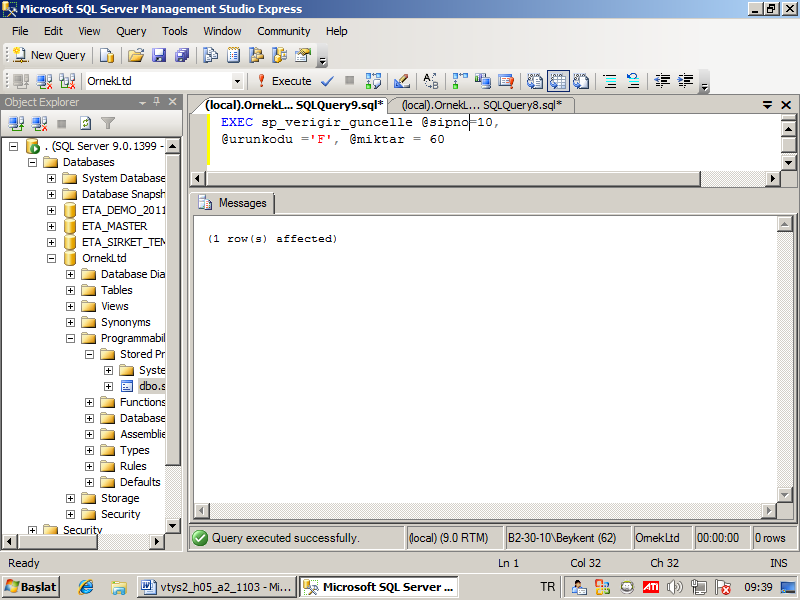 Microsoft SQL Server Management Studio Express
File Edit View Query Tools Window Community Help
New Query
OrnekLtd Execute
Object Explorer
(local).OrnekL... SQLQuery9.sql* (local).OrnekL... SQLQuery8.sql*
EXEC sp_verigir_guncelle @sipno=10,
@urunkodu ='F', @miktar = 60
. (SQL Server 9.0.1399 -
Databases
System Database
Database Snapsh
ETA_DEMO_2011
ETA_MASTER
ETA_SIRKET_TEM
OrnekLtd
Database Dia
Tables
Views
Synonyms
Programmabil
Stored Pr
Syste
dbo.s
Functions
Database
Assemblie
Types
Rules
Defaults
Storage
Security
Security
Messages
(1 row(s) affected)
Query executed successfully. (local) (9.0 RTM) B2-30-10\Beykent (62) OrnekLtd 00:00:00 0 rows
Ready Ln 1 Col 32 Ch 32 INS
Başlat vtys2_h05_a2_1103 - Mi... Microsoft SQL Server ... TR ATI 09:39